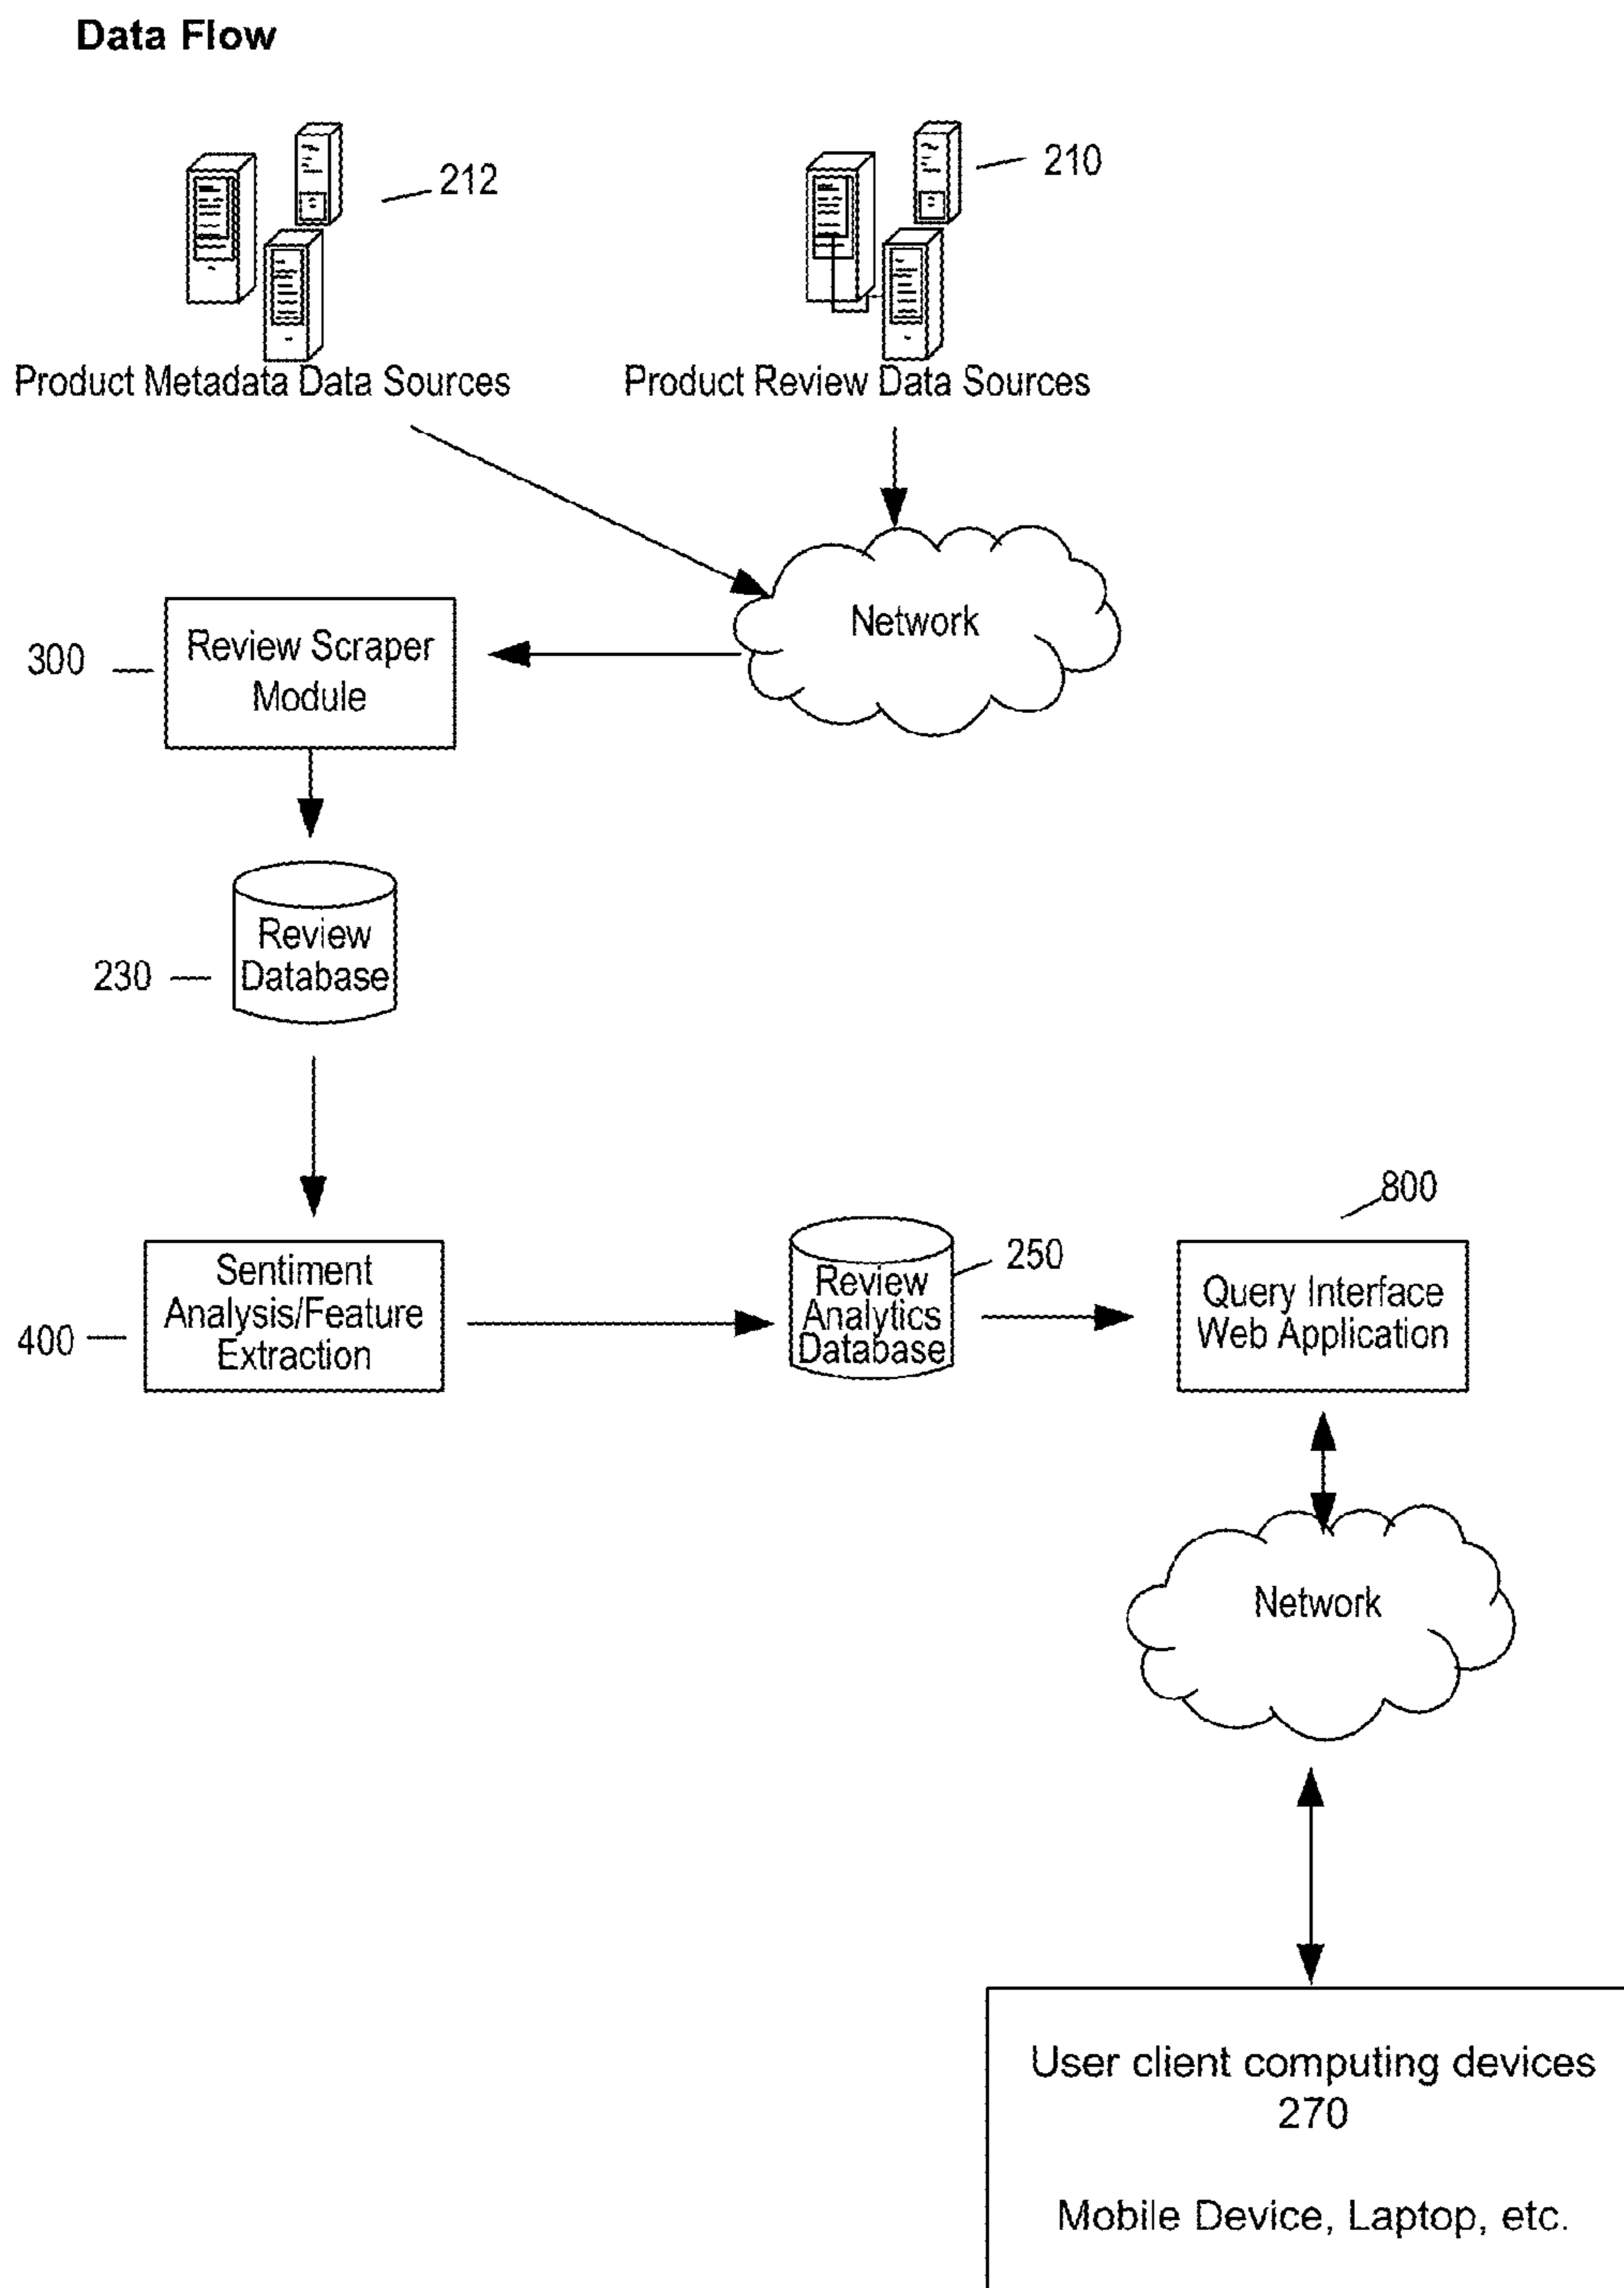 Data Flow
212
210
Product Metadata Data Sources
Product Review Data Sources
Network
300
Review Scraper
Module
230
Review
Database
800
400
Sentiment
Analysis/Feature
Extraction
250
Review
Analytics
Database
Query Interface
Web Application
Network
User client computing devices
270
Mobile Device, Laptop, etc.